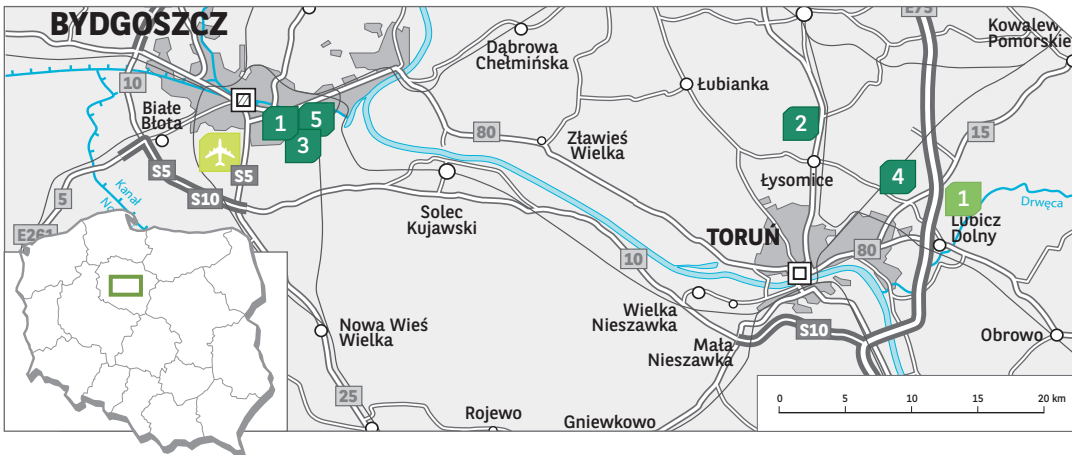 BYDGOSZCZ
E75
Kowalew
Pomorskie
Dąbrowa
Chełmińska
10
Łubianka
Białe
Błota
1
5
3
2
80
15
Zławieś
Wielka
S5
S5
Łysomice
4
1
5
Kanał
No
S10
Solec
Kujawski
Drwęca
Lubicz
Dolny
E261
TORUŃ
80
10
Wielka
Nieszawka
Nowa Wieś
Wielka
S10
Mała
Nieszawka
Obrowo
25
Rojewo
Gniewkowo
0 5 10 15 20 km